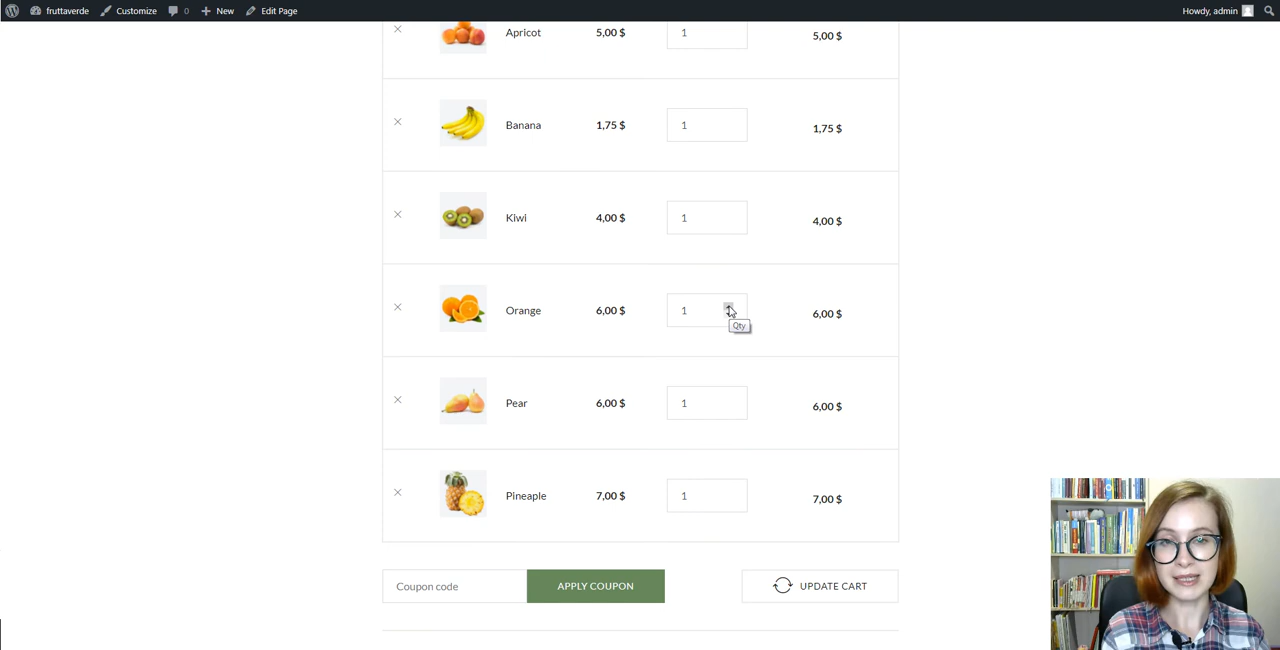 fruttaverde Customize 0 New Edit Page Howdy, admin
Apricot 5,00 $ 1 5,00 $
Banana 1,75 $ 1 1,75 $
Kiwi 4,00 $ 1 4,00 $
Orange 6,00 $ 1 6,00 $
Qty
Pear 6,00 $ 1 6,00 $
Pineapple 7,00 $ 1 7,00 $
Coupon code APPLY COUPON UPDATE CART